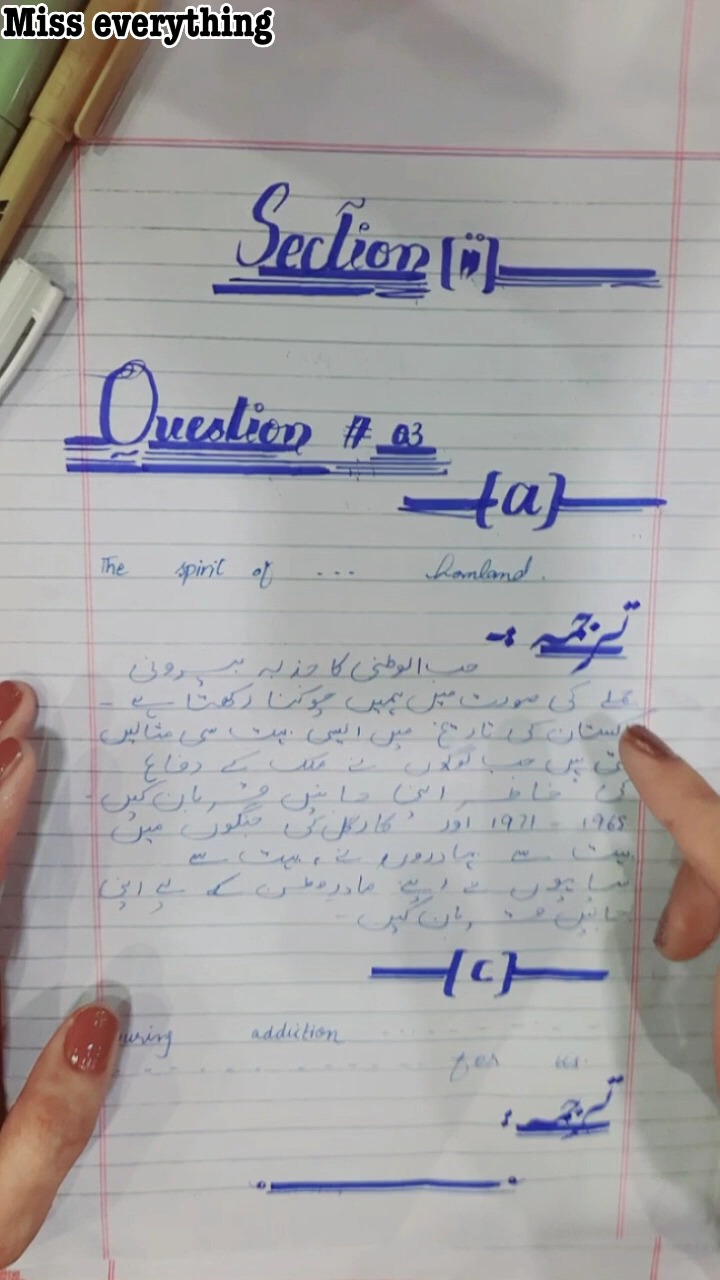 Miss everything
Section [ii]
Question # 03
{a}
The spirit of ... homland.
ترجمہ :-
حب الوطنی کا جذبہ بیرونی
حملے کی صورت میں ہمیں چوکنا رکھتا ہے -
پاکستان کی تاریخ میں ایسی بہت سی مثالیں
ہیں جب لوگوں نے ملک کے دفاع
کی خاطر اپنی جانیں قربان کیں -
1965 - 1971 اور کارگل کی جنگوں میں
بہت سے بہادروں نے ، بہت سے
نے اپنے مادر وطن کے لیے اپنی
جانیں قربان کیں -
{c}
addiction ........
............ for us.
ترجمہ :